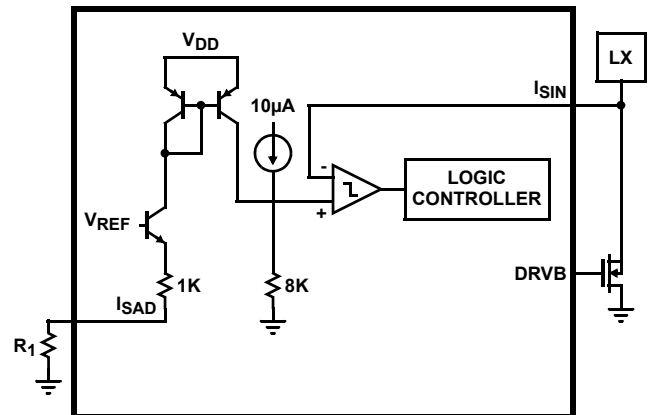 VDD
LX
ISIN
10µA
-
+
LOGIC
CONTROLLER
VREF
DRVB
1K
8K
ISAD
R1